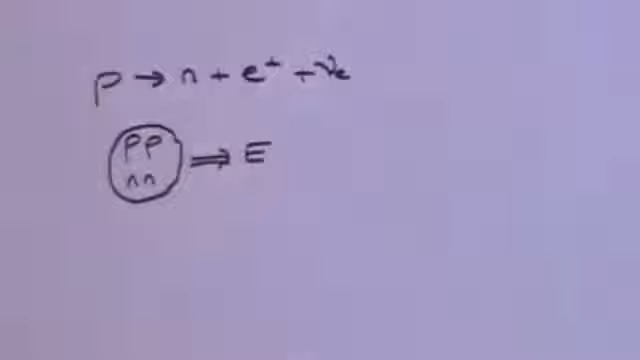 p → n + e⁺ + νₑ
pp ⇒ E
nn